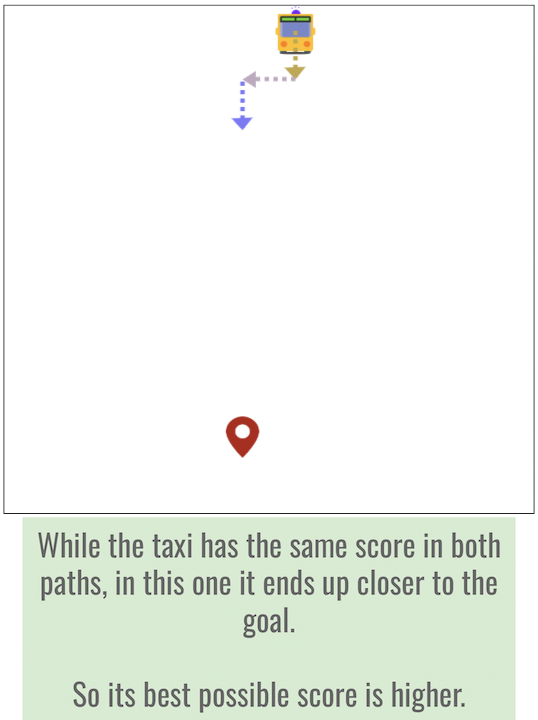 While the taxi has the same score in both
paths, in this one it ends up closer to the
goal.
So its best possible score is higher.